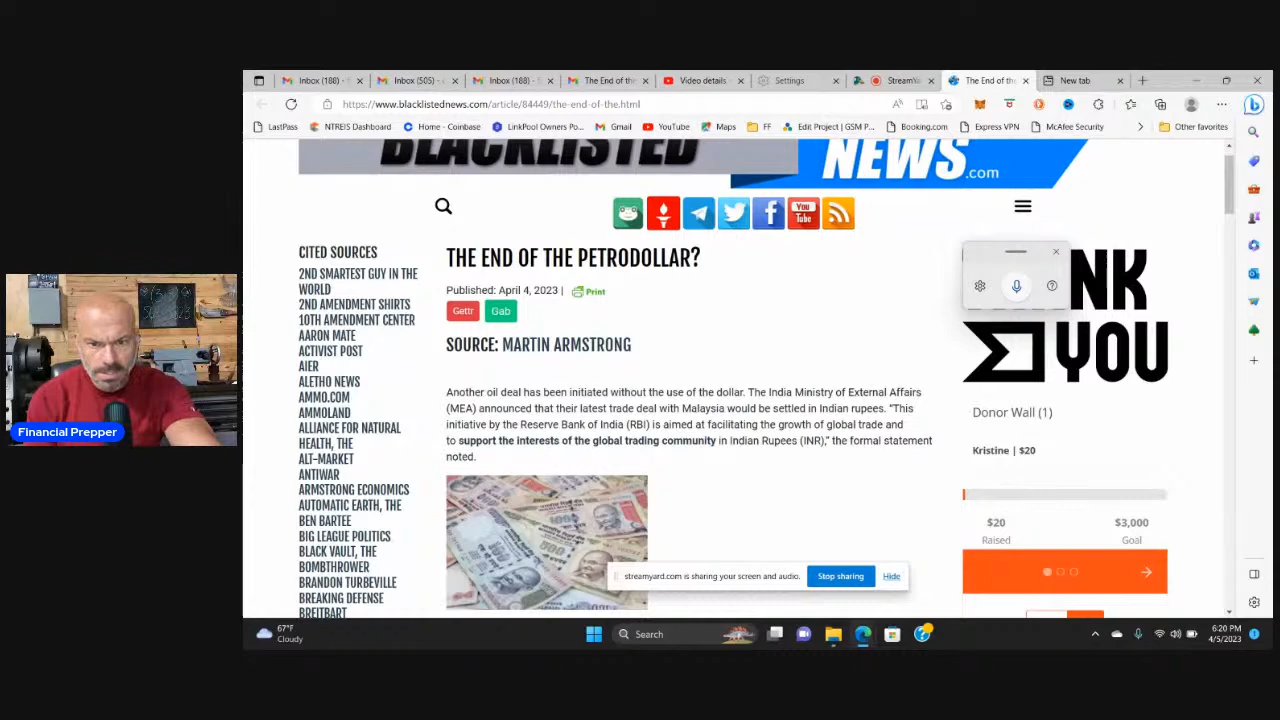 Inbox (188) - S
Inbox (505) - c
Inbox (188) - S
The End of the
Video details
Settings
StreamYa
The End of the
New tab
https://www.blacklistednews.com/article/84449/the-end-of-the.html
LastPass
NTREIS Dashboard
Home - Coinbase
LinkPool Owners Po...
Gmail
YouTube
Maps
FF
Edit Project | GSM P...
Booking.com
Express VPN
McAfee Security
Other favorites
BLACKLISTED
NEWS.com
You
Tube
CITED SOURCES
2ND SMARTEST GUY IN THE
WORLD
2ND AMENDMENT SHIRTS
10TH AMENDMENT CENTER
AARON MATE
ACTIVIST POST
AIER
ALETHO NEWS
AMMO.COM
AMMOLAND
ALLIANCE FOR NATURAL
HEALTH, THE
ALT-MARKET
ANTIWAR
ARMSTRONG ECONOMICS
AUTOMATIC EARTH, THE
BEN BARTEE
BIG LEAGUE POLITICS
BLACK VAULT, THE
BOMBTHROWER
BRANDON TURBEVILLE
BREAKING DEFENSE
BREITBART
THE END OF THE PETRODOLLAR?
Published: April 4, 2023 | Print
Gettr
Gab
SOURCE: MARTIN ARMSTRONG
Another oil deal has been initiated without the use of the dollar. The India Ministry of External Affairs
(MEA) announced that their latest trade deal with Malaysia would be settled in Indian rupees. "This
initiative by the Reserve Bank of India (RBI) is aimed at facilitating the growth of global trade and
to support the interests of the global trading community in Indian Rupees (INR)," the formal statement
noted.
NK
YOU
Donor Wall (1)
Kristine | $20
$20
$3,000
Raised
Goal
streamyard.com is sharing your screen and audio.
Stop sharing
Hide
Financial Prepper
67°F
Cloudy
Search
6:20 PM
4/5/2023